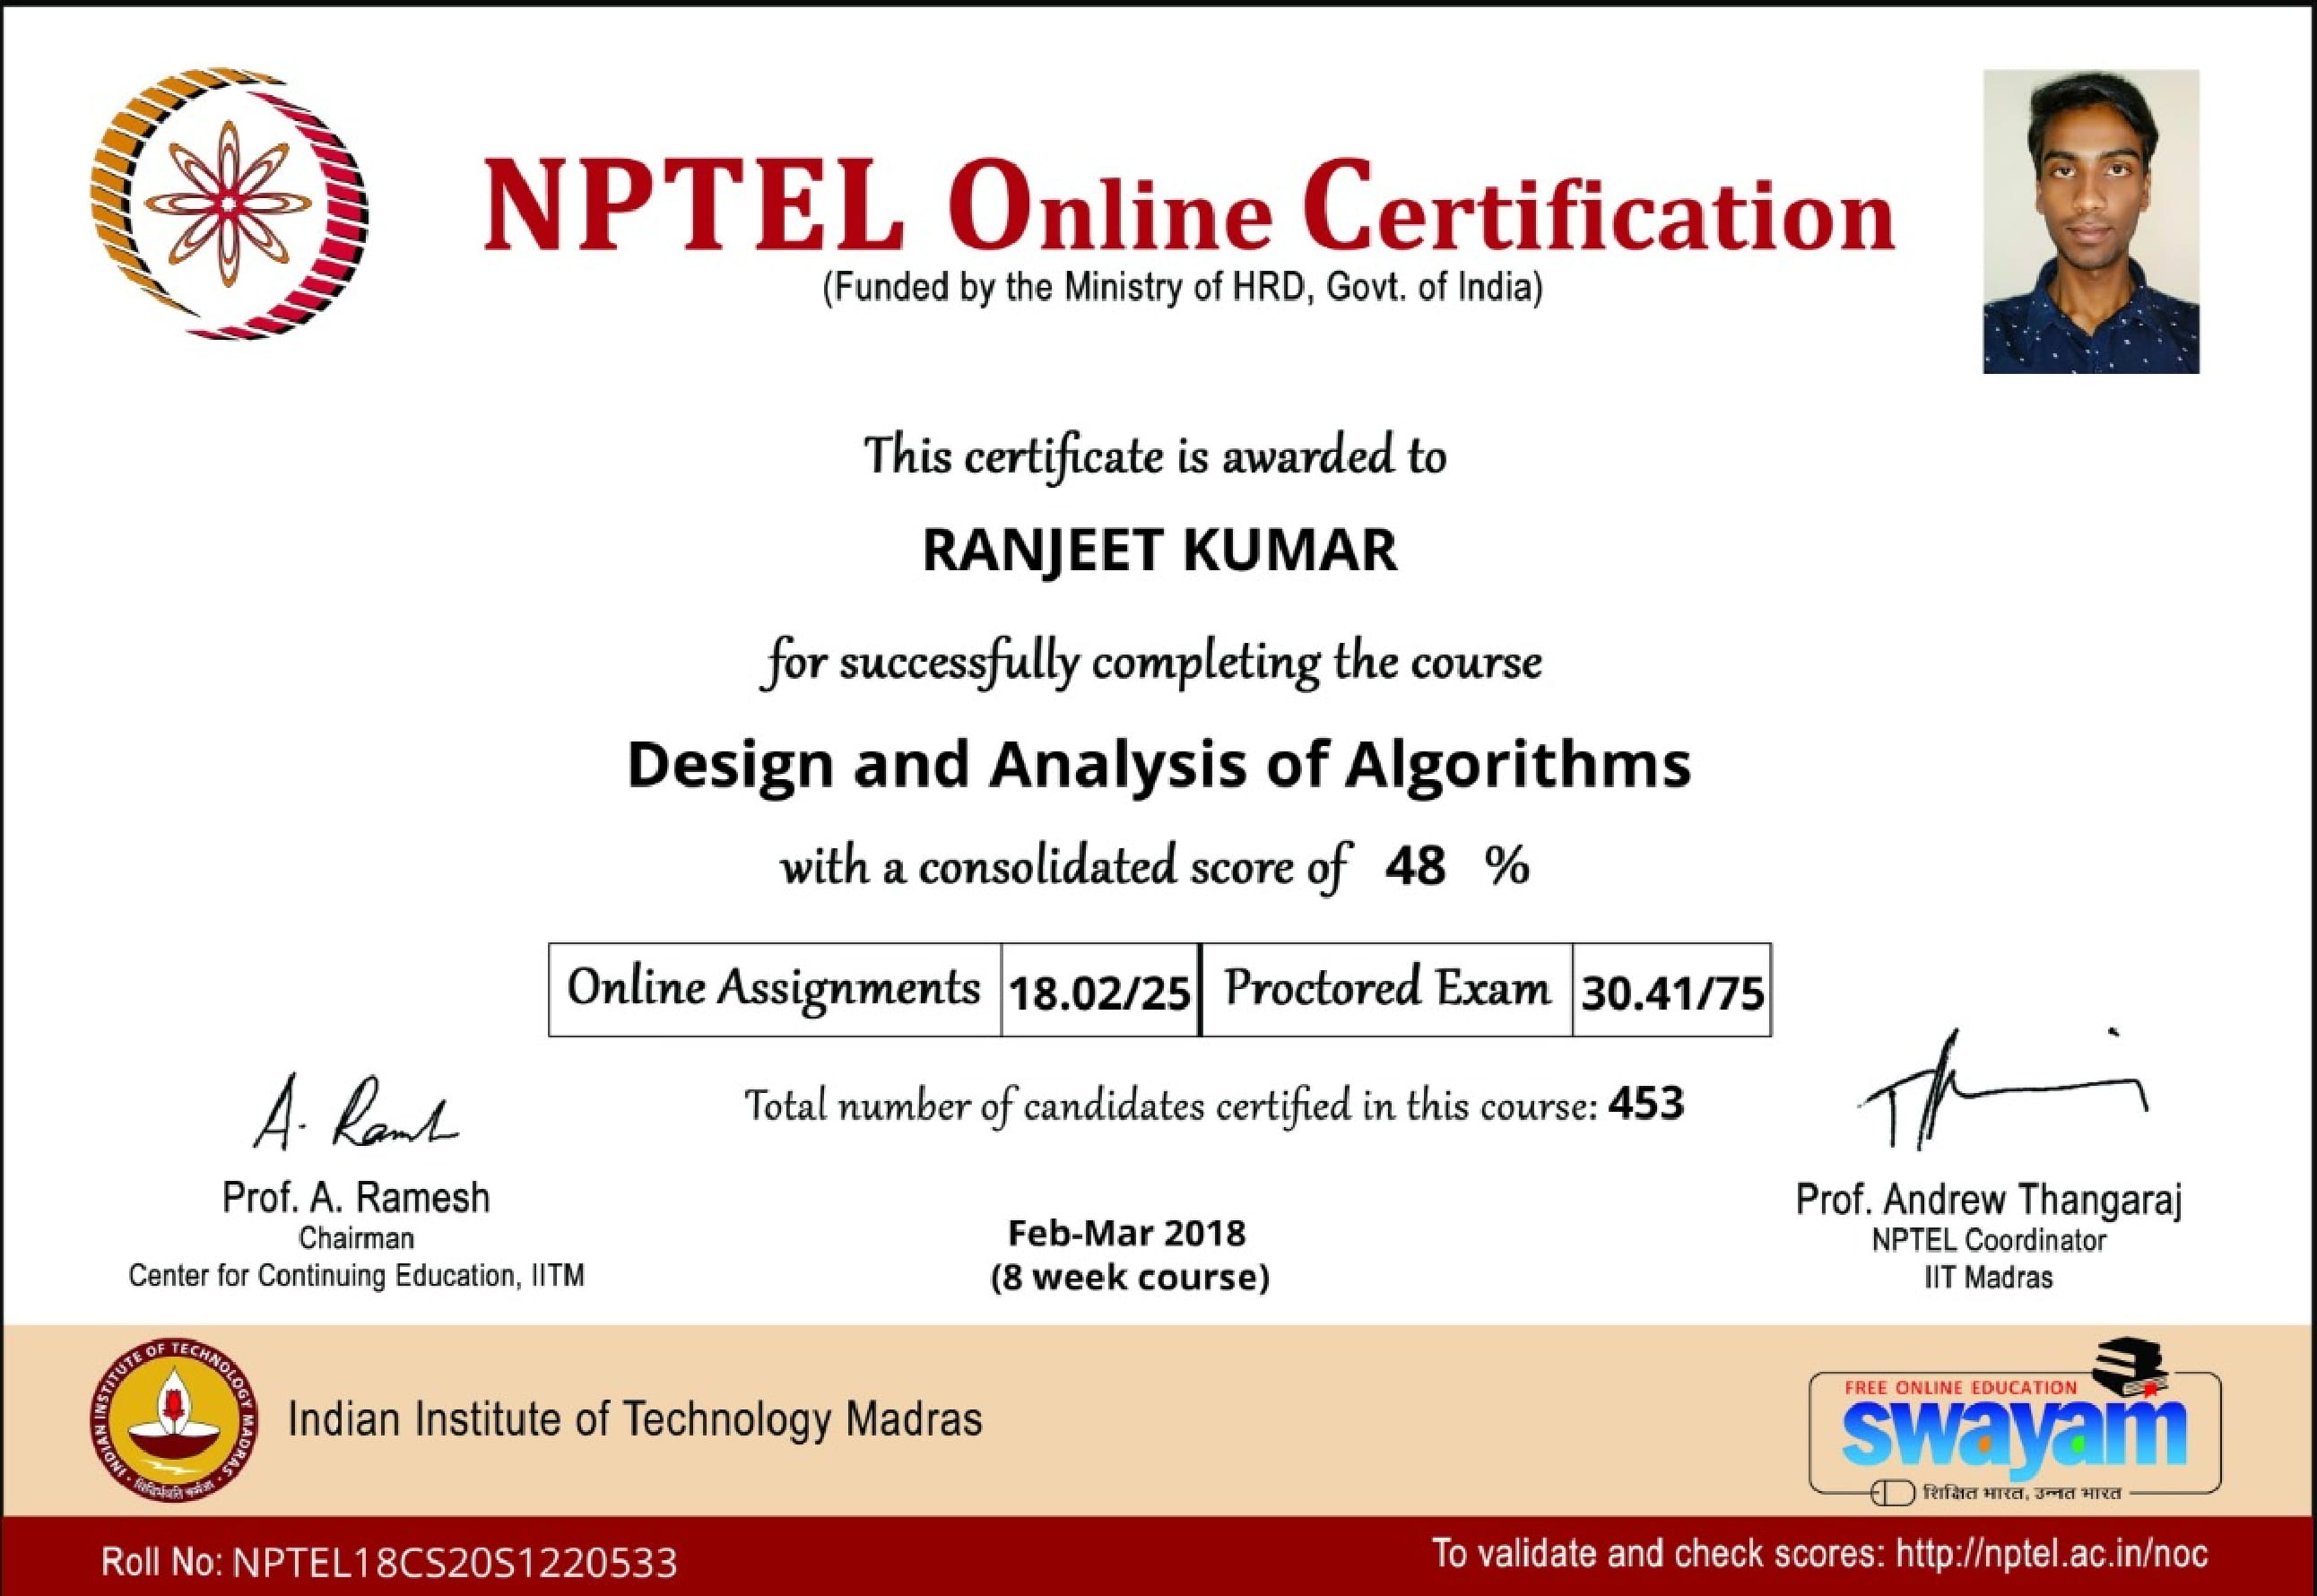 NPTEL Online Certification
(Funded by the Ministry of HRD, Govt. of India)
This certificate is awarded to
RANJEET KUMAR
for successfully completing the course
Design and Analysis of Algorithms
with a consolidated score of 48 %
Online Assignments 18.02/25 Proctored Exam 30.41/75
Total number of candidates certified in this course: 453
A. Ramesh
Prof. A. Ramesh
Chairman
Center for Continuing Education, IITM
Feb-Mar 2018
(8 week course)
Prof. Andrew Thangaraj
NPTEL Coordinator
IIT Madras
INDIAN INSTITUTE OF TECHNOLOGY MADRAS
सिद्धिर्भवति कर्मजा
Indian Institute of Technology Madras
FREE ONLINE EDUCATION
swayam
शिक्षित भारत, उन्नत भारत
Roll No: NPTEL18CS20S1220533
To validate and check scores: http://nptel.ac.in/noc